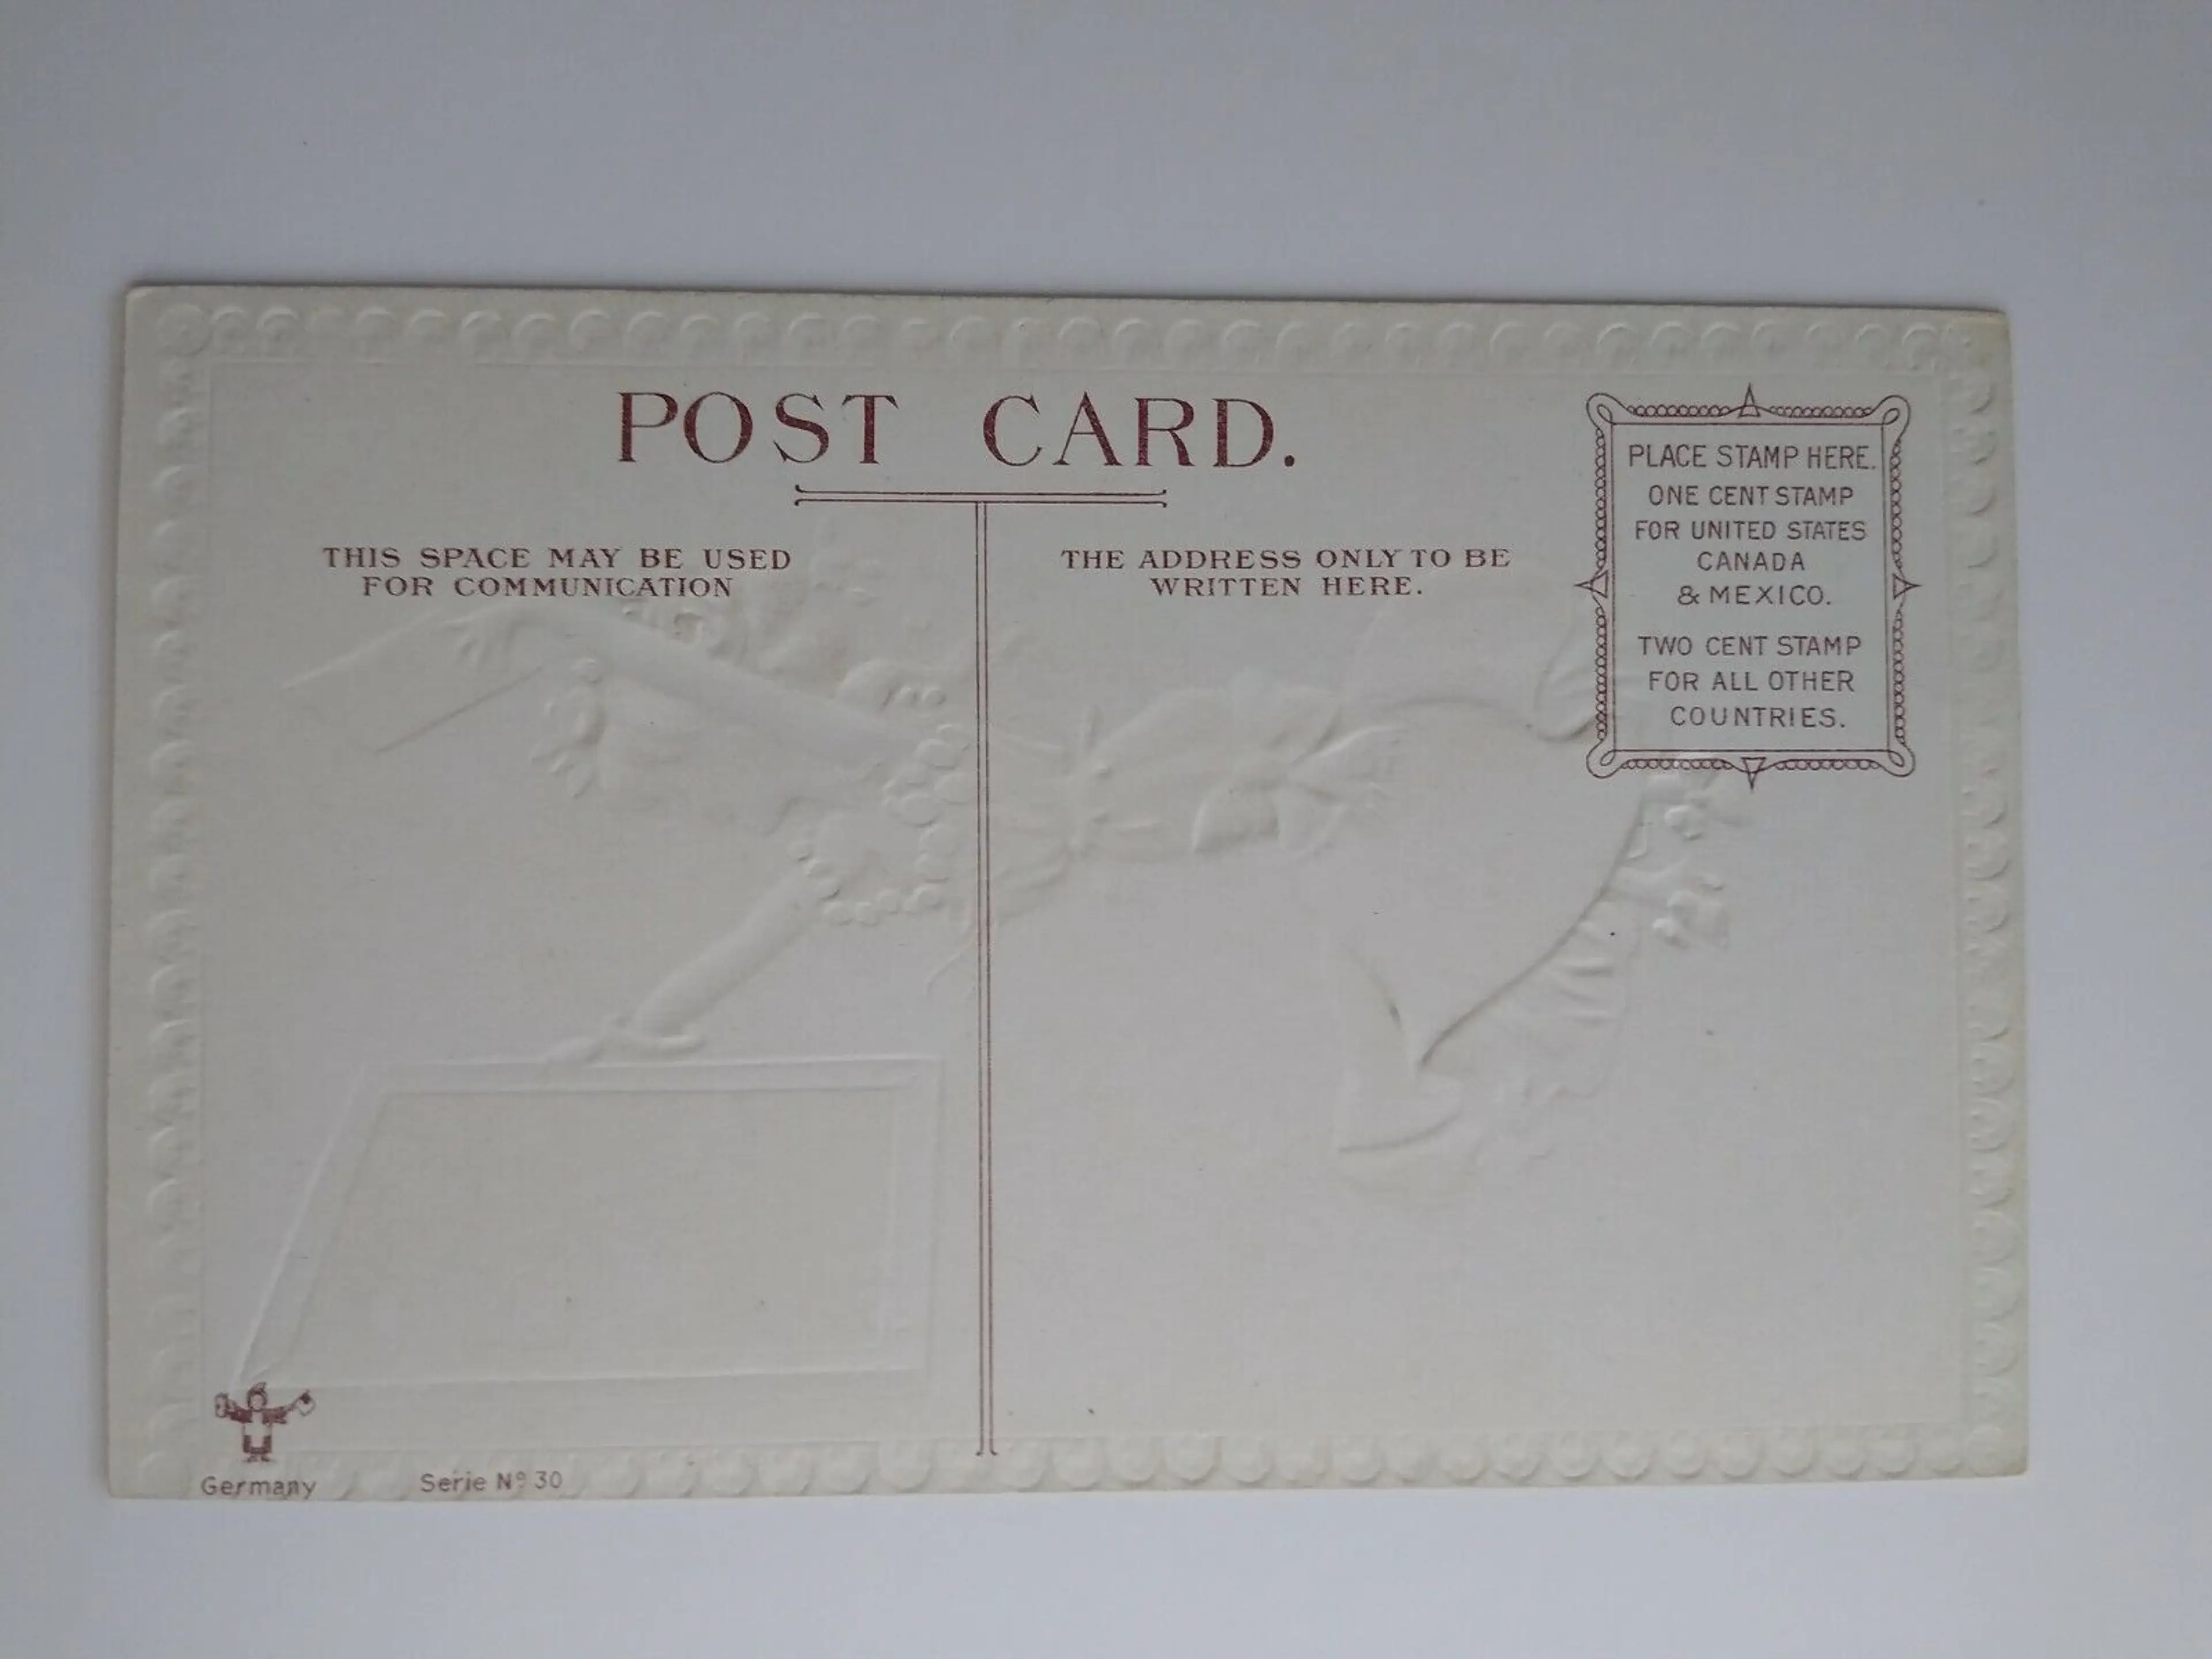 POST CARD.
THIS SPACE MAY BE USED
FOR COMMUNICATION
THE ADDRESS ONLY TO BE
WRITTEN HERE.
PLACE STAMP HERE.
ONE CENT STAMP
FOR UNITED STATES
CANADA
& MEXICO.
TWO CENT STAMP
FOR ALL OTHER
COUNTRIES.
Germany
Serie Nº 30